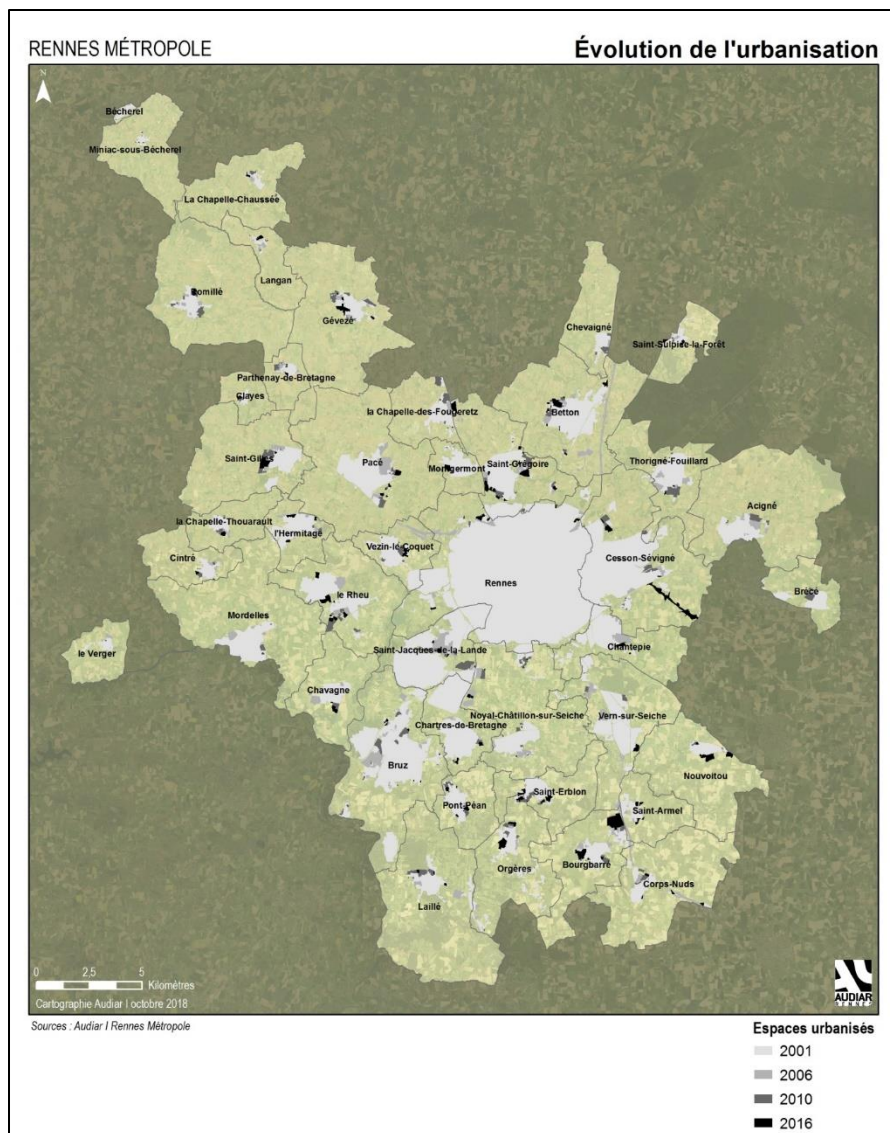 RENNES MÉTROPOLE
Évolution de l'urbanisation
N
Bécherel
Miniac-sous-Bécherel
La Chapelle-Chaussée
Langan
Romillé
Gévezé
Chevaigné
Saint-Sulpice-la-Forêt
Parthenay-de-Bretagne
Clayes
la Chapelle-des-Fougeretz
Betton
Saint-Gilles
Pacé
Montgermont
Saint-Grégoire
Thorigné-Fouillard
Acigné
la Chapelle-Thouarault
l'Hermitage
Vezin-le-Coquet
Cintré
Cesson-Sévigné
Rennes
le Rheu
Brécé
Mordelles
Saint-Jacques-de-la-Lande
Chantepie
le Verger
Chavagne
Noyal-Châtillon-sur-Seiche
Vern-sur-Seiche
Chartres-de-Bretagne
Bruz
Nouvoitou
Saint-Erblon
Pont-Péan
Saint-Armel
Orgères
Bourgbarré
Corps-Nuds
Laillé
0 2,5 5
Kilomètres
Cartographie Audiar I octobre 2018
AUDIAR
RENNES
Sources : Audiar I Rennes Métropole
Espaces urbanisés
2001
2006
2010
2016